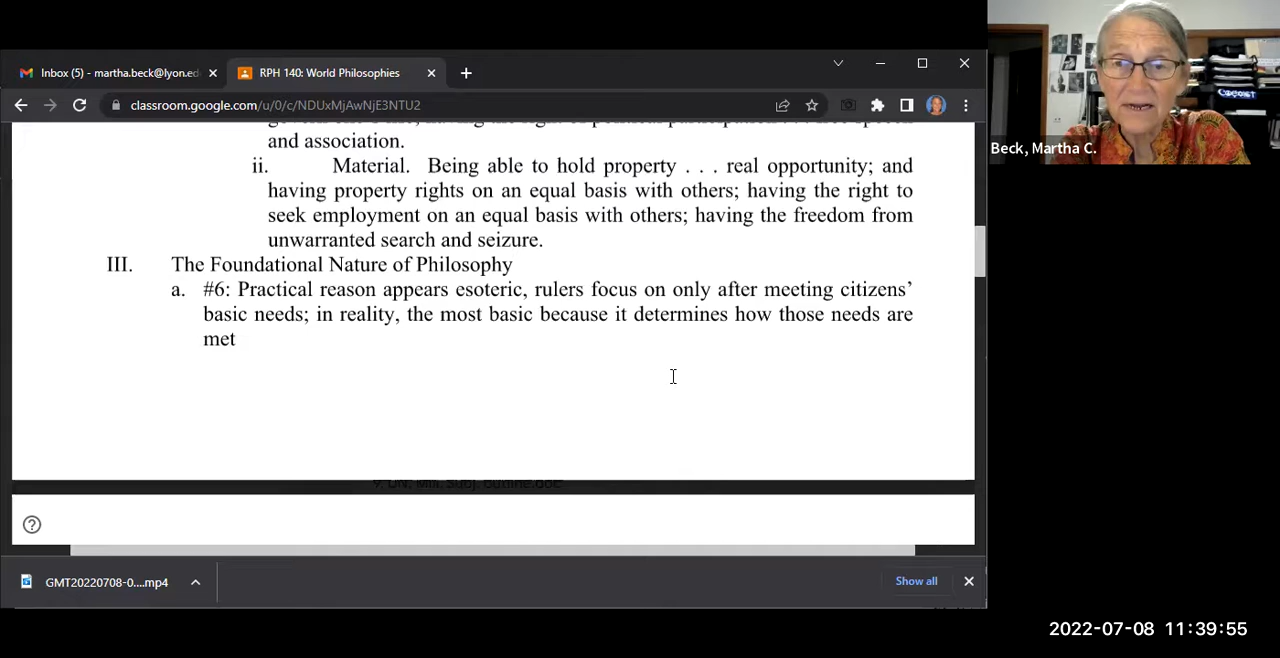 Inbox (5) - martha.beck@lyon.ed
RPH 140: World Philosophies
classroom.google.com/u/0/c/NDUxMjAwNjE3NTU2
Beck, Martha C.
and association.
ii. Material. Being able to hold property . . . real opportunity; and
having property rights on an equal basis with others; having the right to
seek employment on an equal basis with others; having the freedom from
unwarranted search and seizure.
III. The Foundational Nature of Philosophy
a. #6: Practical reason appears esoteric, rulers focus on only after meeting citizens’
basic needs; in reality, the most basic because it determines how those needs are
met
GMT20220708-0....mp4
Show all
2022-07-08 11:39:55